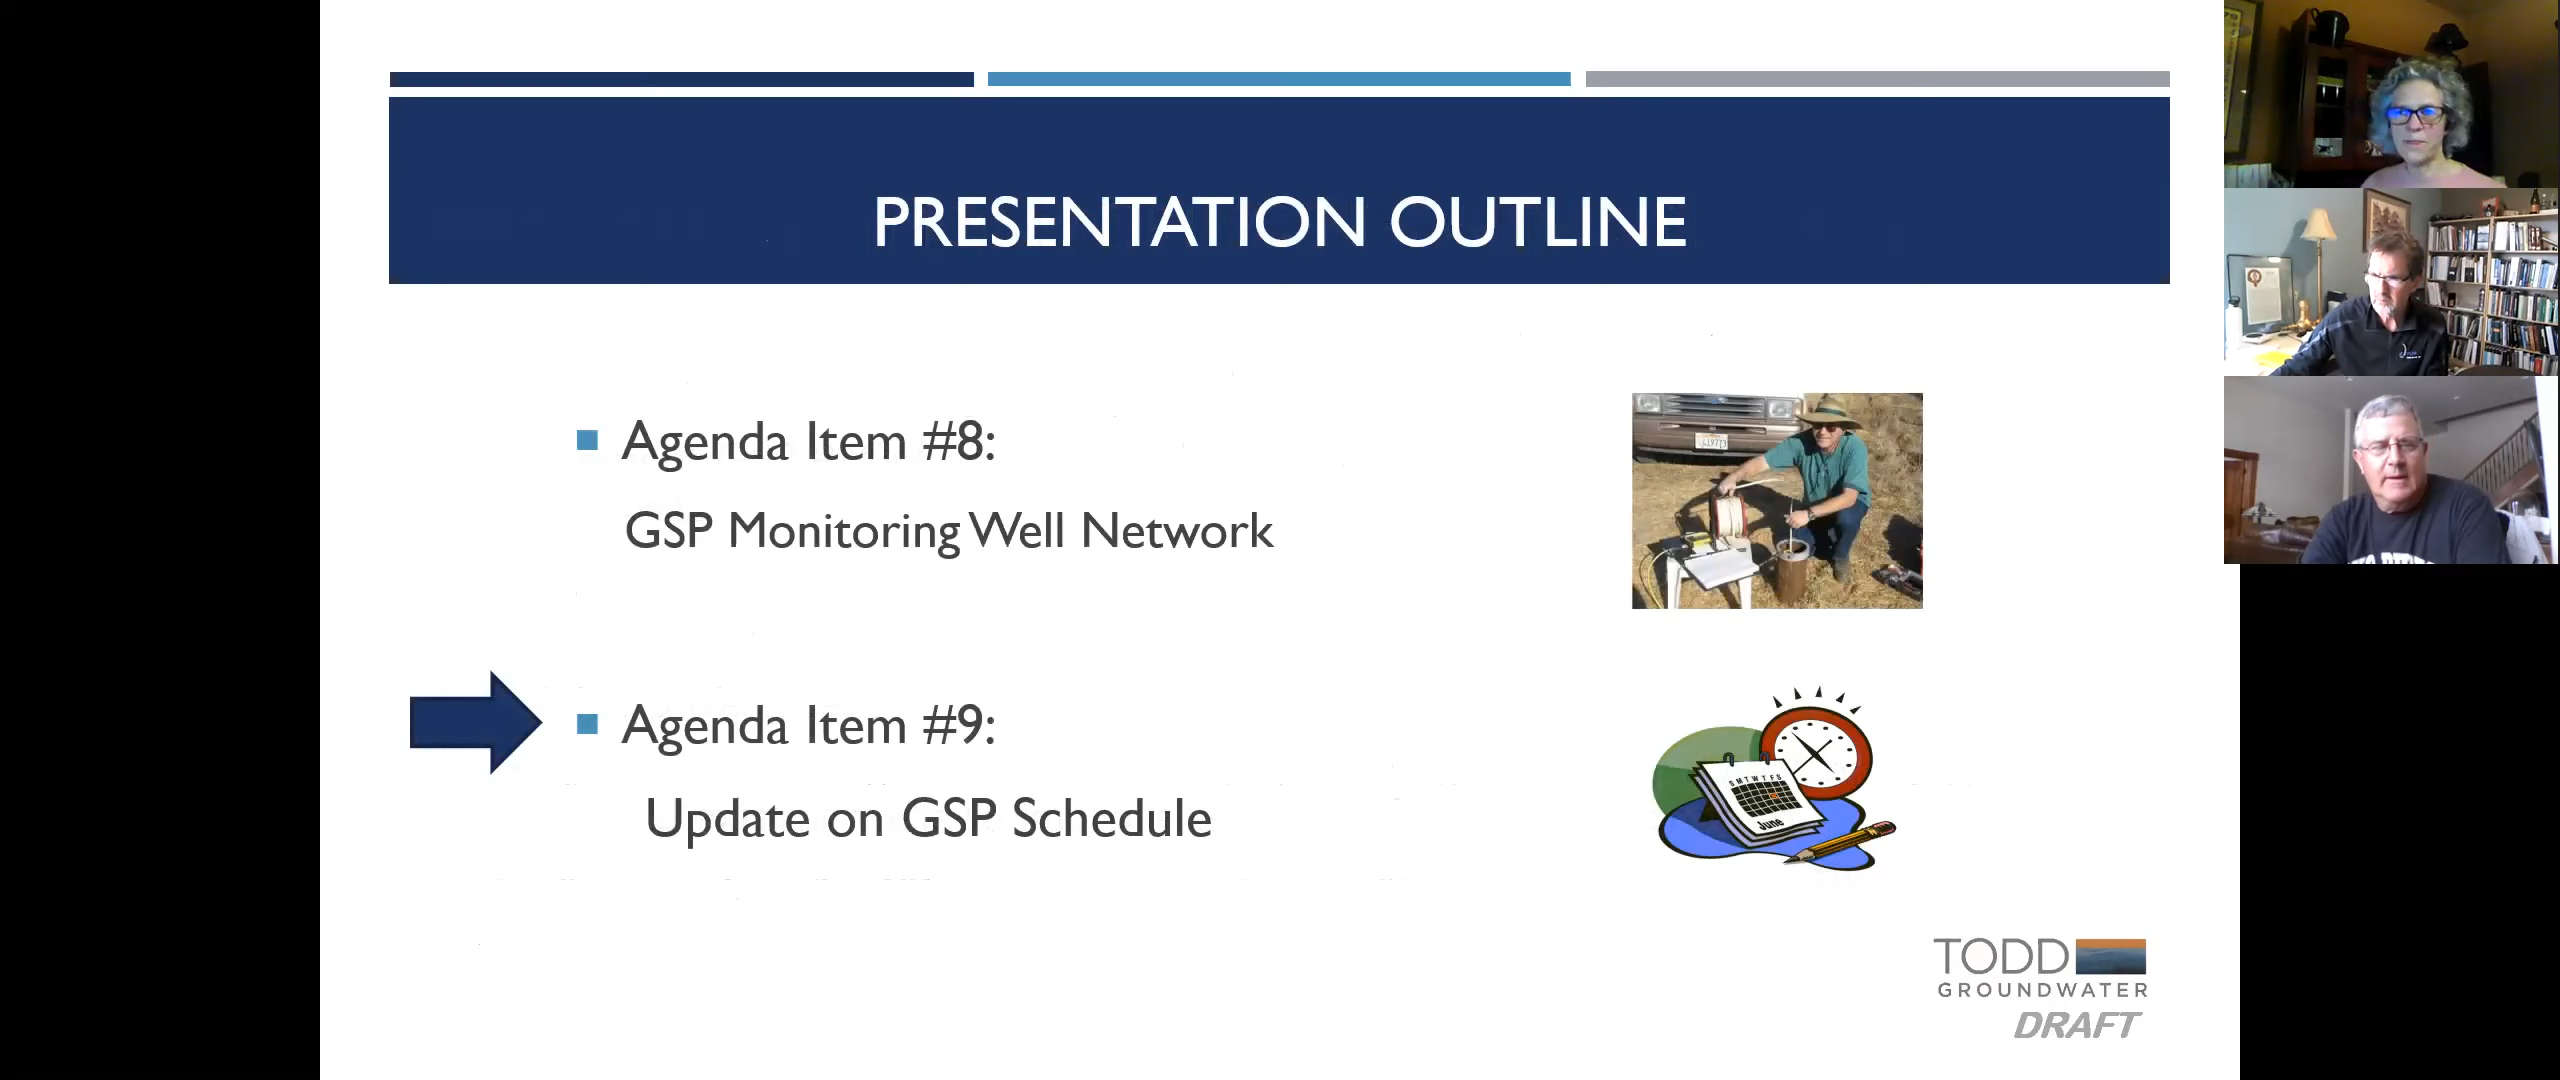 PRESENTATION OUTLINE
Agenda Item #8:
GSP Monitoring Well Network
Agenda Item #9:
Update on GSP Schedule
S M T W T F S
June
TODD
GROUNDWATER
DRAFT